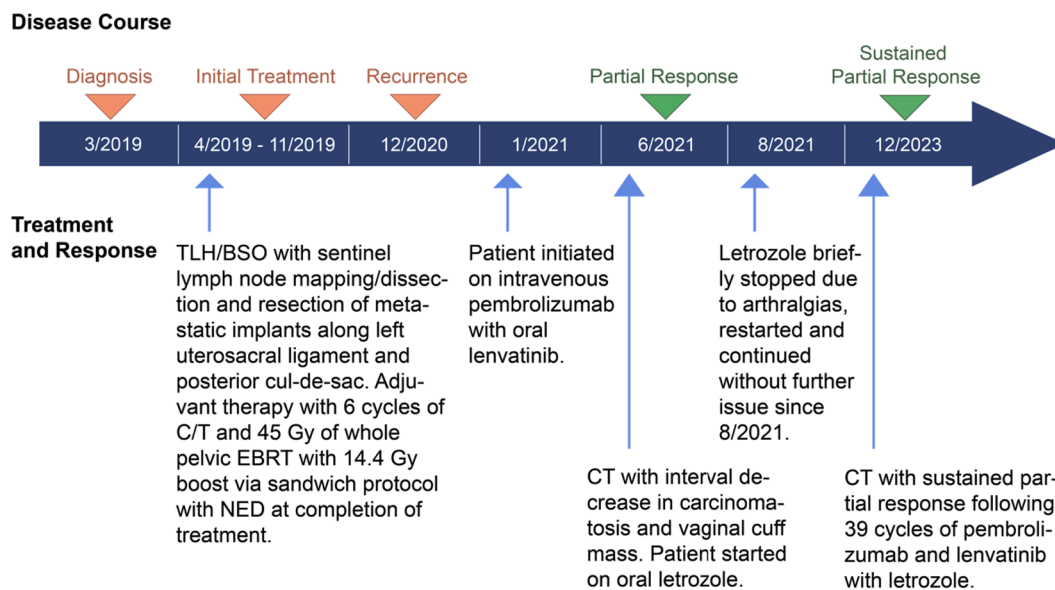 Disease Course
Diagnosis
Initial Treatment
Recurrence
Partial Response
Sustained
Partial Response
3/2019
4/2019 - 11/2019
12/2020
1/2021
6/2021
8/2021
12/2023
Treatment
and Response
TLH/BSO with sentinel
lymph node mapping/dissec-
tion and resection of meta-
static implants along left
uterosacral ligament and
posterior cul-de-sac. Adju-
vant therapy with 6 cycles of
C/T and 45 Gy of whole
pelvic EBRT with 14.4 Gy
boost via sandwich protocol
with NED at completion of
treatment.
Patient initiated
on intravenous
pembrolizumab
with oral
lenvatinib.
CT with interval de-
crease in carcinoma-
tosis and vaginal cuff
mass. Patient started
on oral letrozole.
Letrozole brief-
ly stopped due
to arthralgias,
restarted and
continued
without further
issue since
8/2021.
CT with sustained par-
tial response following
39 cycles of pembroli-
zumab and lenvatinib
with letrozole.